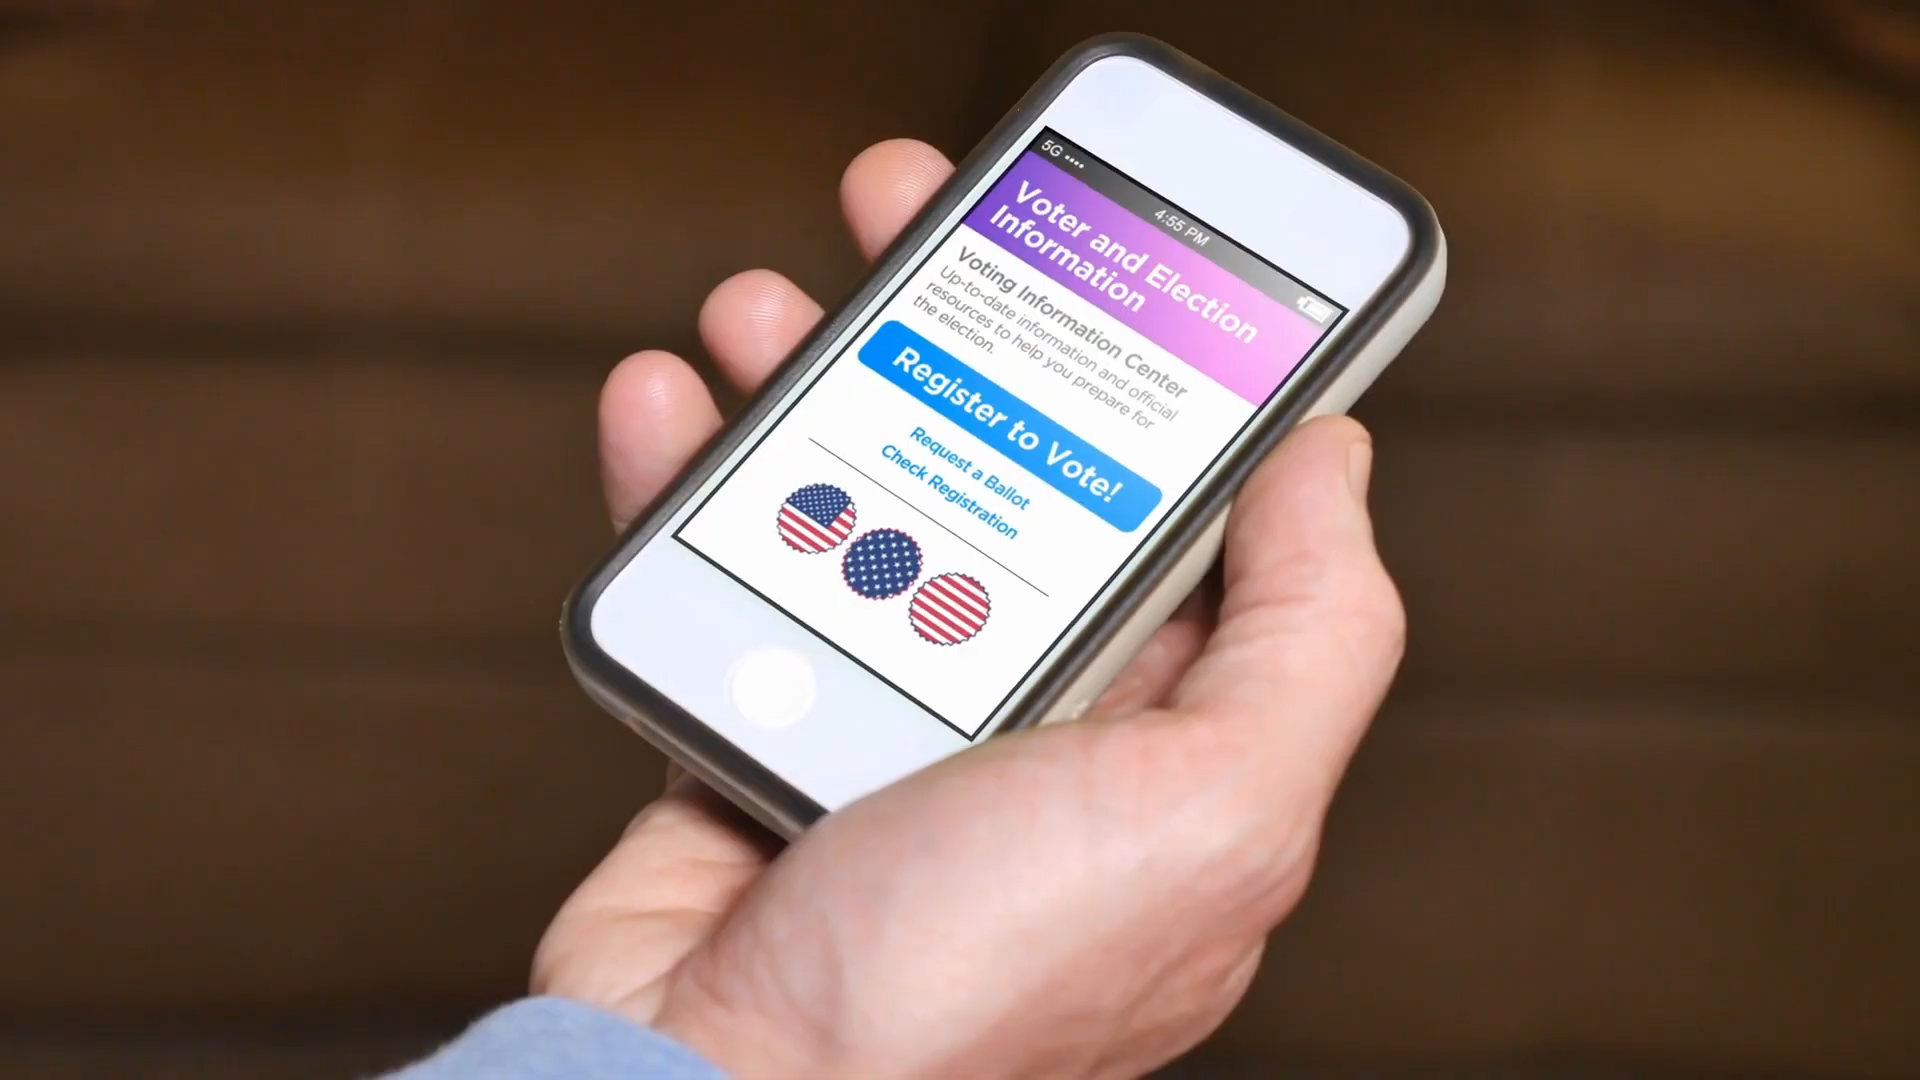 5G
4:55 PM
Voter and Election
Information
Voting Information Center
Up-to-date information and official
resources to help you prepare for
the election.
Register to Vote!
Request a Ballot
Check Registration